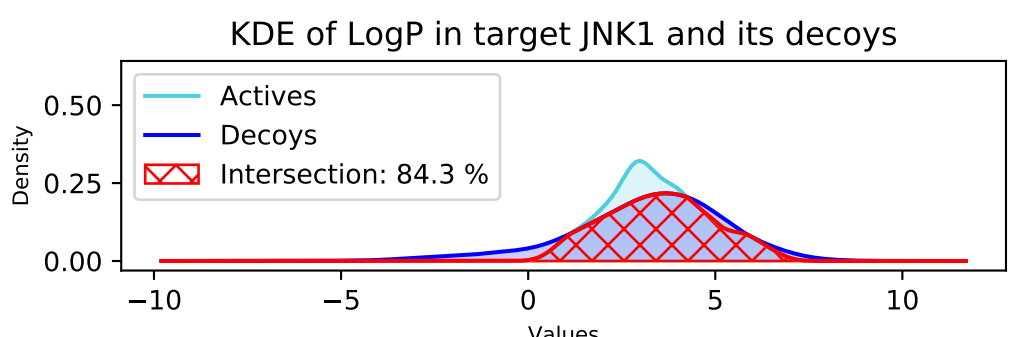 KDE of LogP in target JNK1 and its decoys
Actives
Decoys
Intersection: 84.3 %
Density
0.50
0.25
0.00
−10
−5
0
5
10
Values